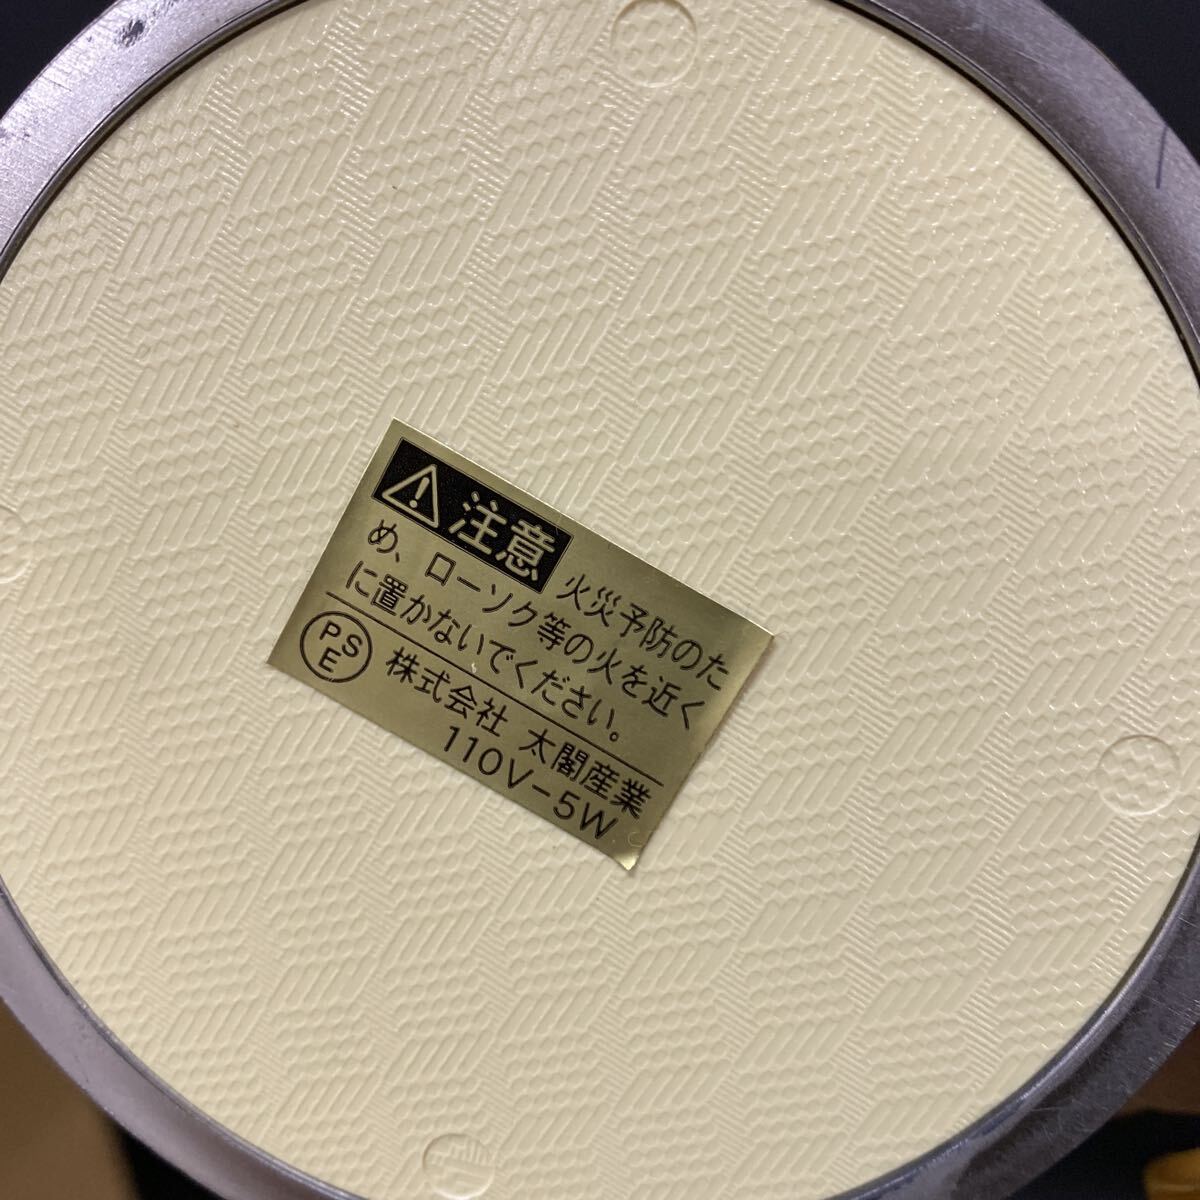 ⚠注意 火災予防のた
め、ローソク等の火を近く
に置かないでください。
PSE 株式会社 太閤産業
110V-5W